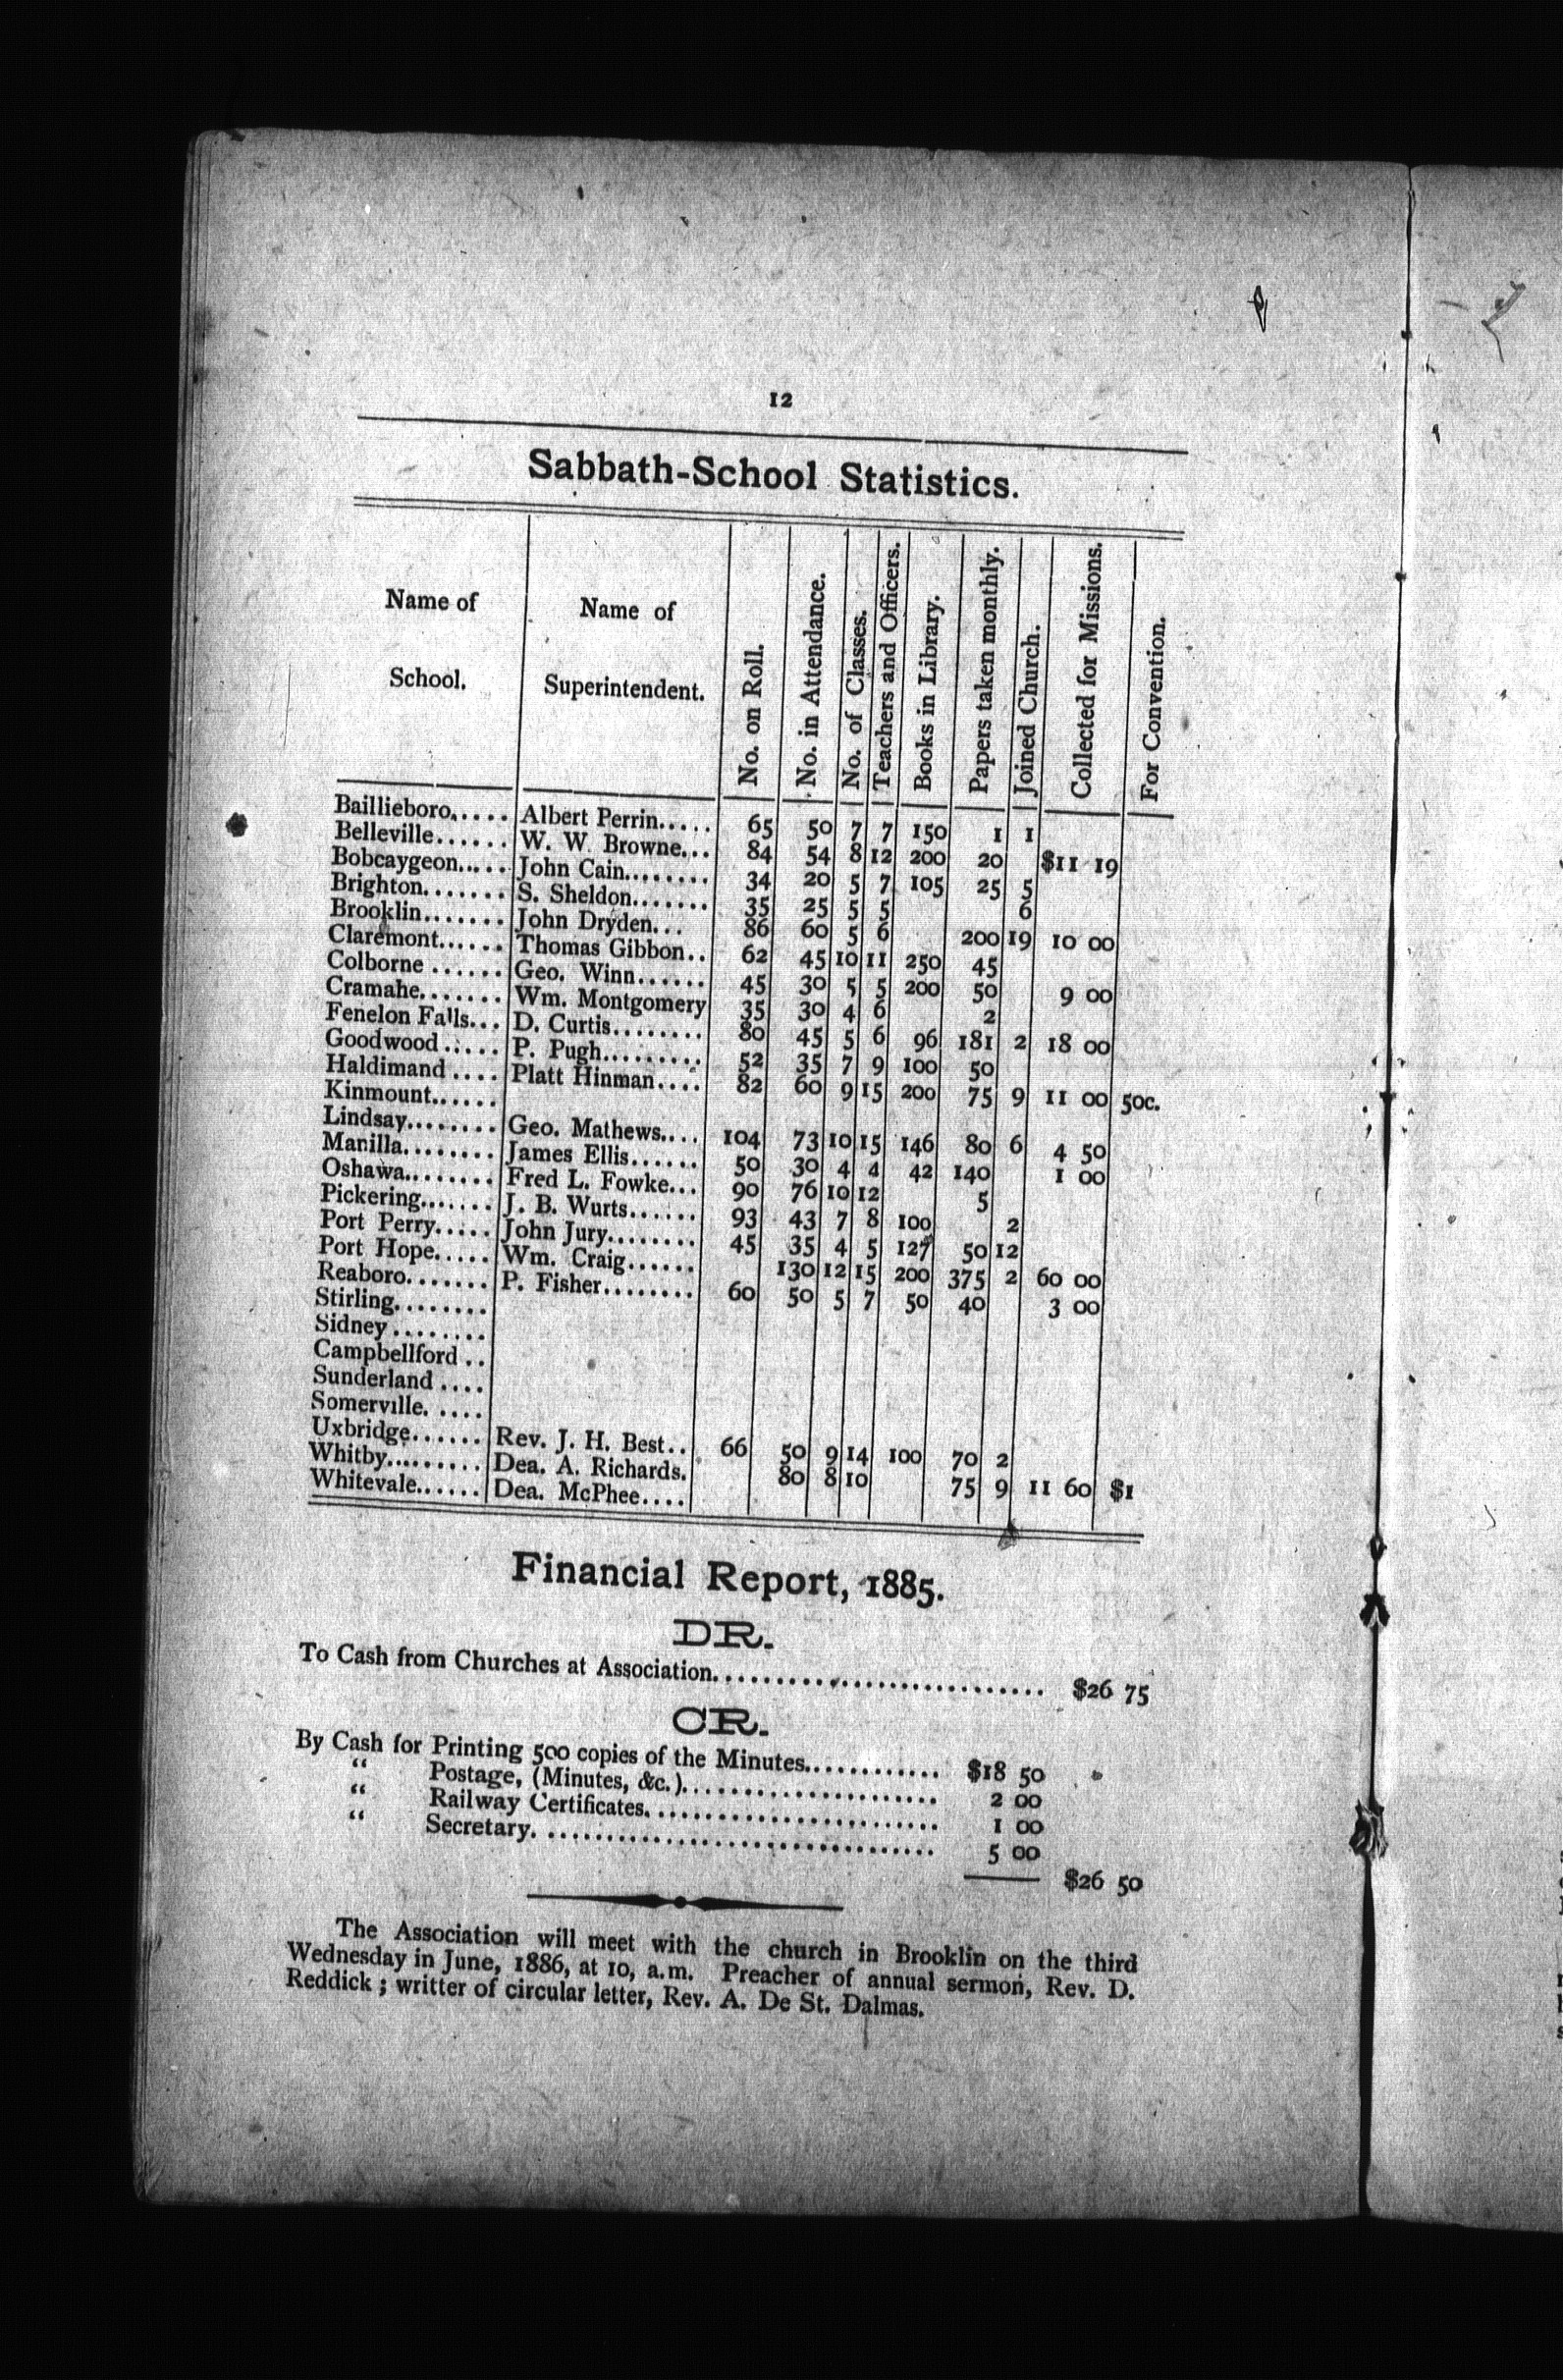 12
Sabbath-School Statistics.
Name of School.
Name of Superintendent.
No. on Roll.
No. in Attendance.
No. of Classes.
Teachers and Officers.
Books in Library.
Papers taken monthly.
Joined Church.
Collected for Missions.
For Convention.
Baillieboro..... Albert Perrin..... 65 50 7 7 150 1 1
Belleville...... W. W. Browne... 84 54 8 12 200 20 $11 19
Bobcaygeon..... John Cain........ 34 20 5 7 105 25 5
Brighton....... S. Sheldon....... 35 25 5 5 6
Brooklin....... John Dryden... 86 60 5 6 200 19 10 00
Claremont...... Thomas Gibbon.. 62 45 10 11 250 45
Colborne ...... Geo. Winn...... 45 30 5 5 200 50 9 00
Cramahe....... Wm. Montgomery 35 30 4 6 2
Fenelon Falls... D. Curtis........ 80 45 5 6 96 181 2 18 00
Goodwood ..... P. Pugh......... 52 35 7 9 100 50
Haldimand .... Platt Hinman.... 82 60 9 15 200 75 9 11 00 50c.
Kinmount......
Lindsay........ Geo. Mathews.... 104 73 10 15 146 80 6 4 50
Manilla........ James Ellis...... 50 30 4 4 42 140 1 00
Oshawa........ Fred L. Fowke... 90 76 10 12 5
Pickering....... J. B. Wurts...... 93 43 7 8 100 2
Port Perry..... John Jury........ 45 35 4 5 127 50 12
Port Hope..... Wm. Craig...... 130 12 15 200 375 2 60 00
Reaboro....... P. Fisher........ 60 50 5 7 50 40 3 00
Stirling........
Sidney ........
Campbellford ..
Sunderland ....
Somerville. ....
Uxbridge...... Rev. J. H. Best.. 66 50 9 14 100 70 2
Whitby......... Dea. A. Richards. 80 8 10 75 9 11 60 $1
Whitevale...... Dea. McPhee....
Financial Report, 1885.
DR.
To Cash from Churches at Association.............................. $26 75
CR.
By Cash for Printing 500 copies of the Minutes............ $18 50
“ Postage, (Minutes, &c.)....................... 2 00
“ Railway Certificates.......................... 1 00
“ Secretary.................................... 5 00
$26 50
The Association will meet with the church in Brooklin on the third
Wednesday in June, 1886, at 10, a.m. Preacher of annual sermon, Rev. D.
Reddick ; writter of circular letter, Rev. A. De St. Dalmas.